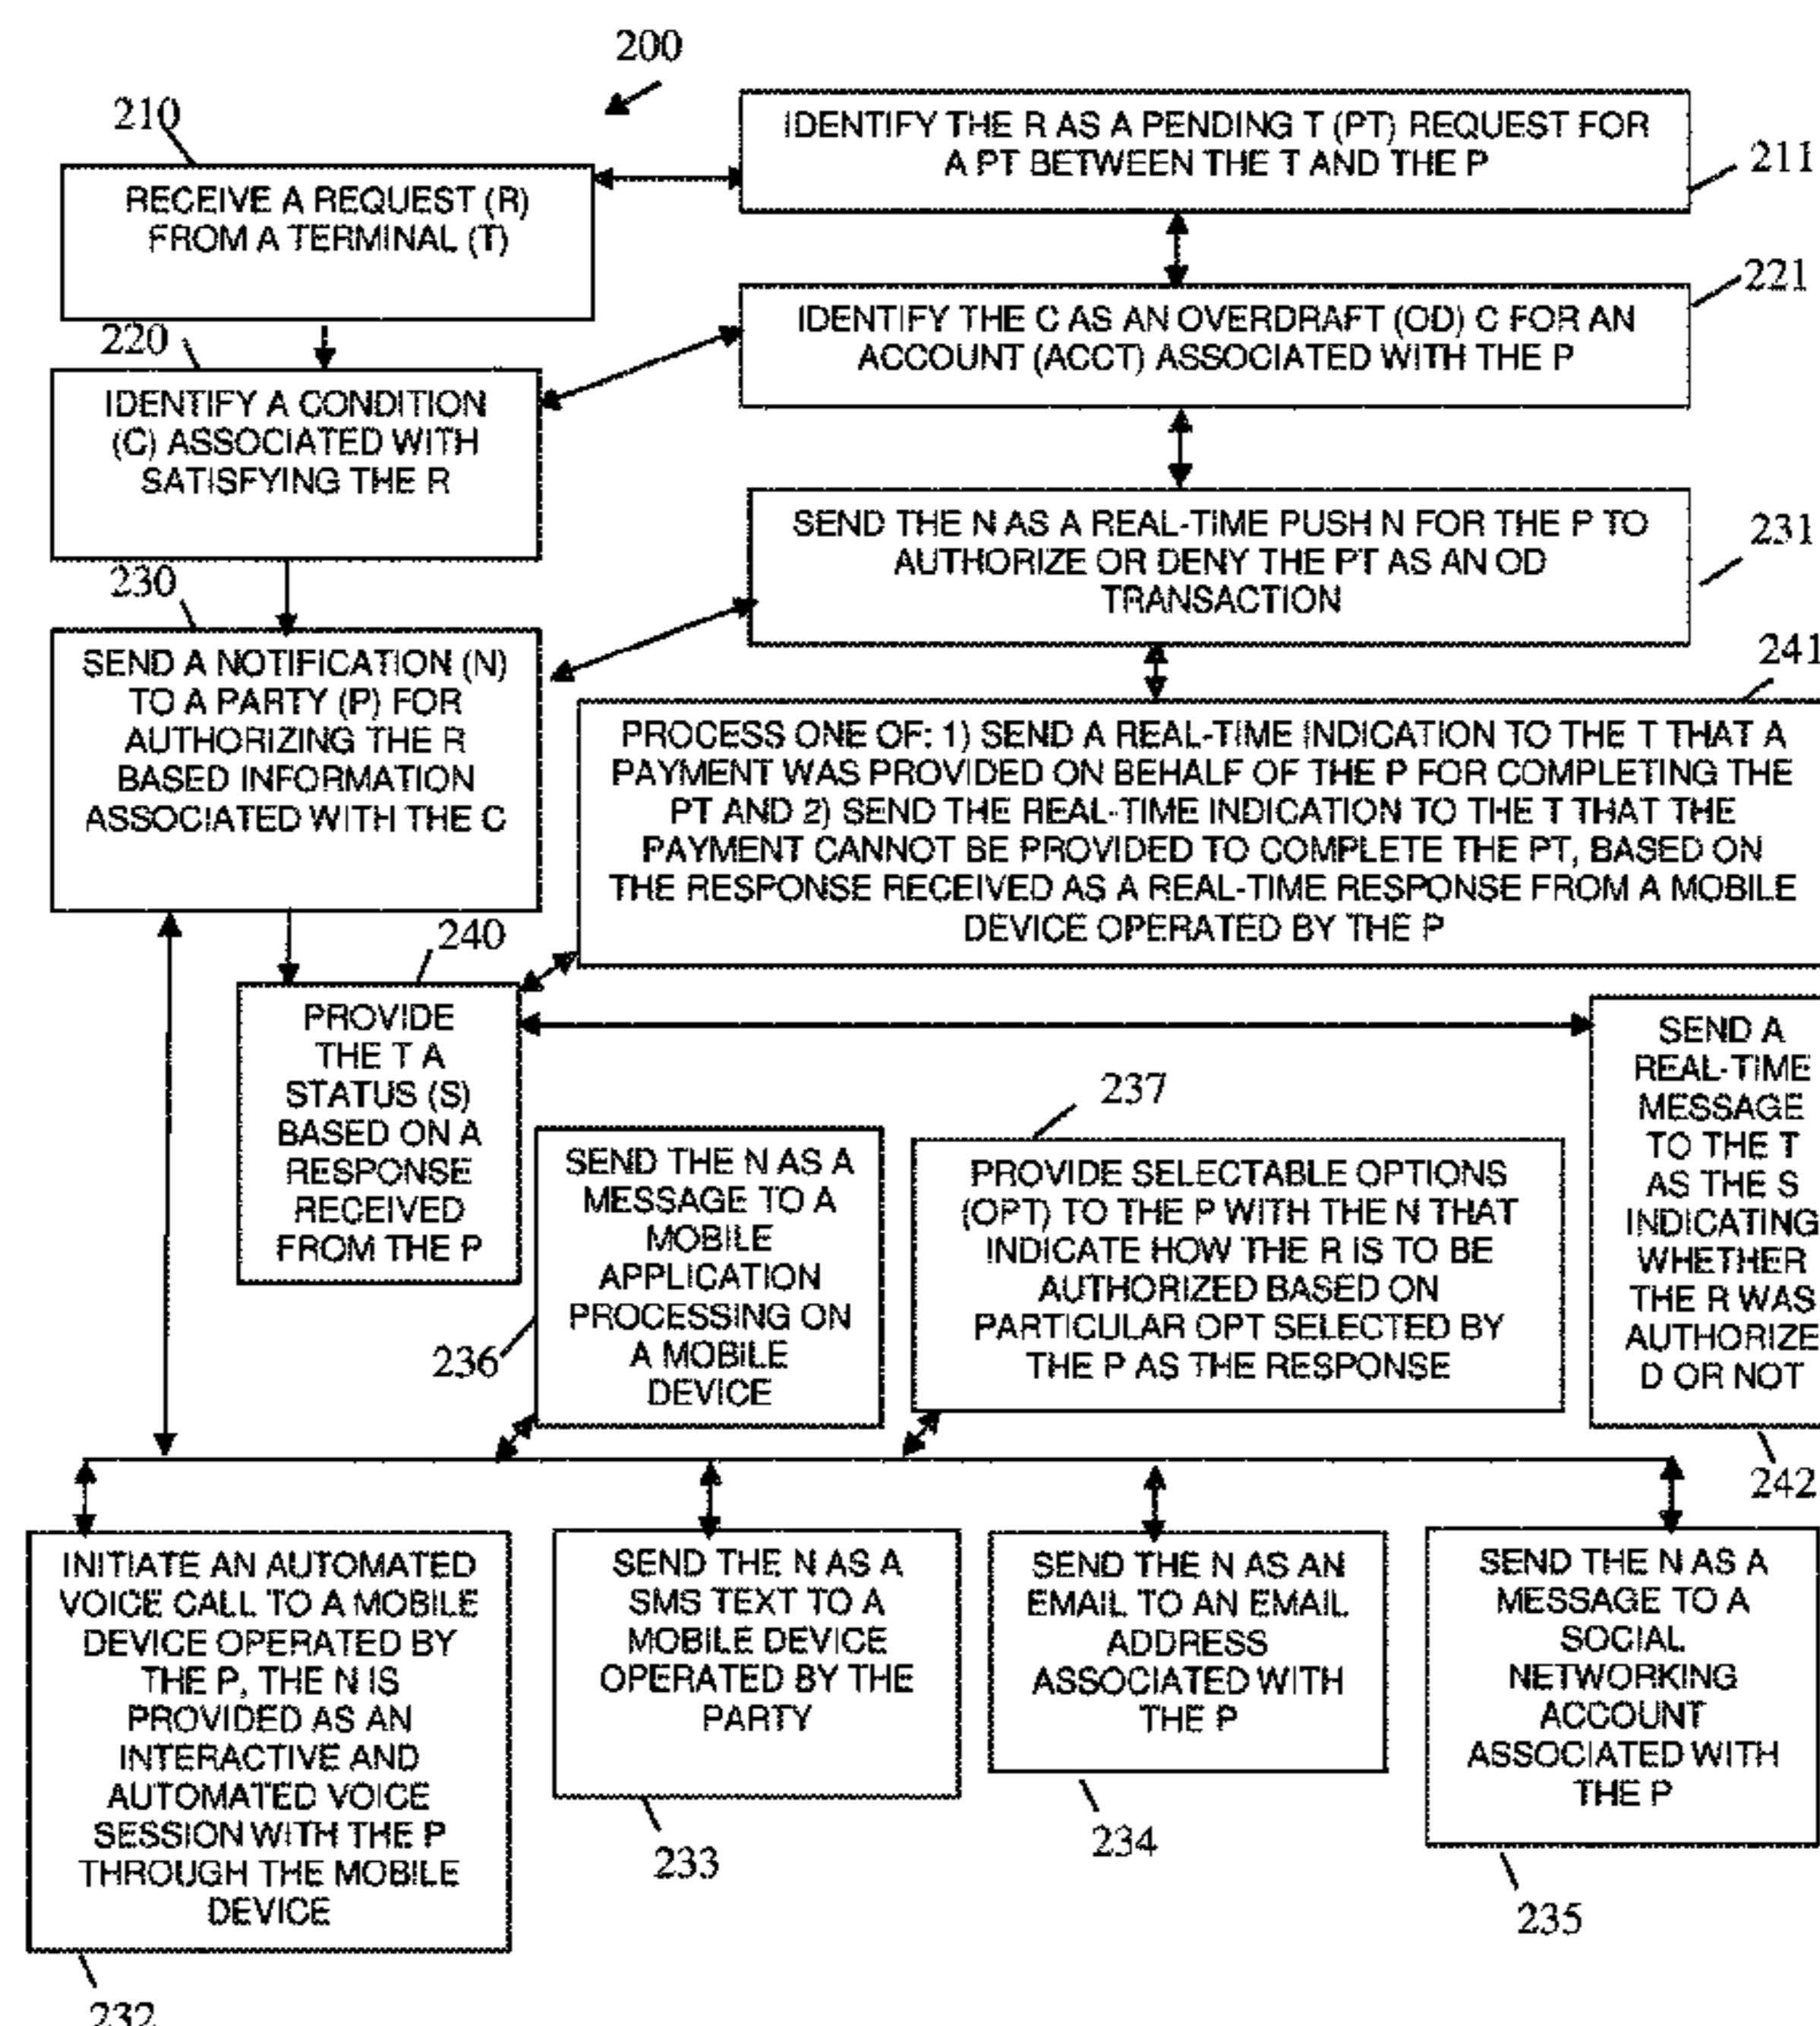 200
210
RECEIVE A REQUEST (R)
FROM A TERMINAL (T)
IDENTIFY THE R AS A PENDING T (PT) REQUEST FOR
A PT BETWEEN THE T AND THE P
211
220
IDENTIFY A CONDITION
(C) ASSOCIATED WITH
SATISFYING THE R
IDENTIFY THE C AS AN OVERDRAFT (OD) C FOR AN
ACCOUNT (ACCT) ASSOCIATED WITH THE P
221
230
SEND A NOTIFICATION (N)
TO A PARTY (P) FOR
AUTHORIZING THE R
BASED INFORMATION
ASSOCIATED WITH THE C
SEND THE N AS A REAL-TIME PUSH N FOR THE P TO
AUTHORIZE OR DENY THE PT AS AN OD
TRANSACTION
231
241
PROCESS ONE OF: 1) SEND A REAL-TIME INDICATION TO THE T THAT A
PAYMENT WAS PROVIDED ON BEHALF OF THE P FOR COMPLETING THE
PT AND 2) SEND THE REAL-TIME INDICATION TO THE T THAT THE
PAYMENT CANNOT BE PROVIDED TO COMPLETE THE PT, BASED ON
THE RESPONSE RECEIVED AS A REAL-TIME RESPONSE FROM A MOBILE
DEVICE OPERATED BY THE P
240
PROVIDE
THE T A
STATUS (S)
BASED ON A
RESPONSE
RECEIVED
FROM THE P
236
SEND THE N AS A
MESSAGE TO A
MOBILE
APPLICATION
PROCESSING ON
A MOBILE
DEVICE
237
PROVIDE SELECTABLE OPTIONS
(OPT) TO THE P WITH THE N THAT
INDICATE HOW THE R IS TO BE
AUTHORIZED BASED ON
PARTICULAR OPT SELECTED BY
THE P AS THE RESPONSE
SEND A
REAL-TIME
MESSAGE
TO THE T
AS THE S
INDICATING
WHETHER
THE R WAS
AUTHORIZE
D OR NOT
242
INITIATE AN AUTOMATED
VOICE CALL TO A MOBILE
DEVICE OPERATED BY
THE P, THE N IS
PROVIDED AS AN
INTERACTIVE AND
AUTOMATED VOICE
SESSION WITH THE P
THROUGH THE MOBILE
DEVICE
232
SEND THE N AS A
SMS TEXT TO A
MOBILE DEVICE
OPERATED BY THE
PARTY
233
SEND THE N AS AN
EMAIL TO AN EMAIL
ADDRESS
ASSOCIATED WITH
THE P
234
SEND THE N AS A
MESSAGE TO A
SOCIAL
NETWORKING
ACCOUNT
ASSOCIATED WITH
THE P
235